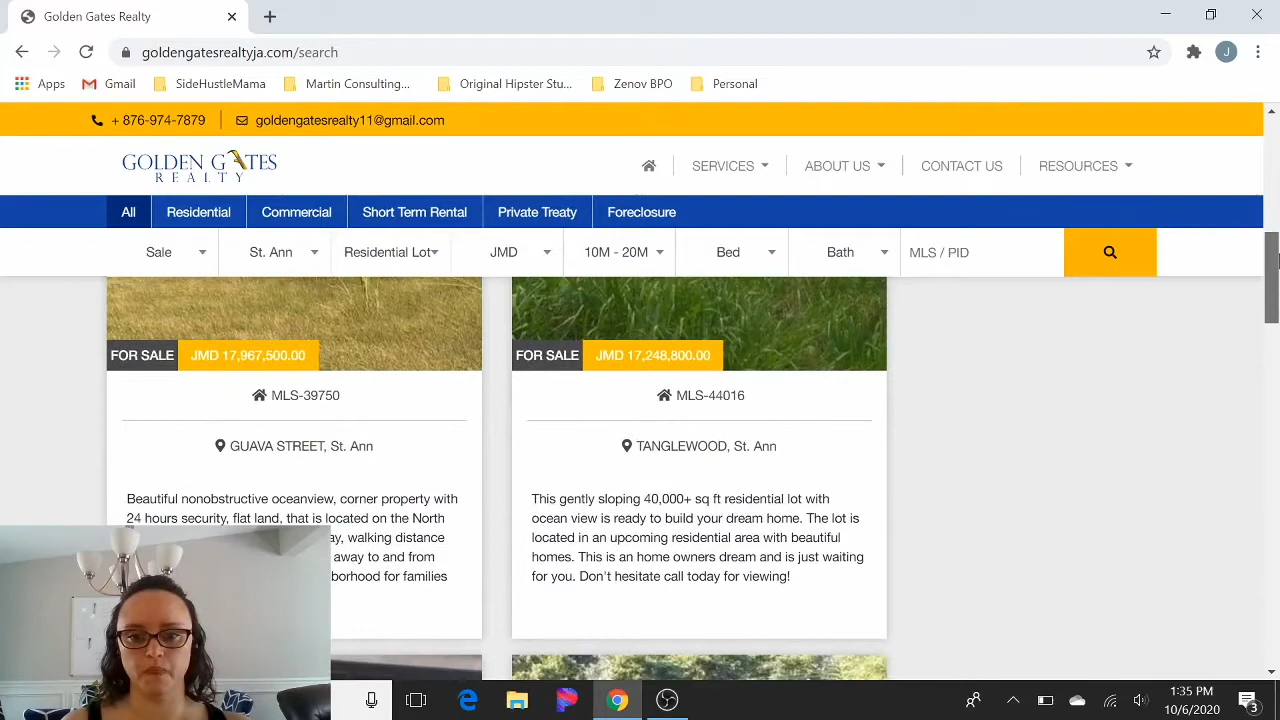 Golden Gates Realty
goldengatesrealtyja.com/search
Apps Gmail SideHustleMama Martin Consulting... Original Hipster Stu... Zenov BPO Personal
+ 876-974-7879 goldengatesrealty11@gmail.com
GOLDEN GATES
REALTY
SERVICES ABOUT US CONTACT US RESOURCES
All Residential Commercial Short Term Rental Private Treaty Foreclosure
Sale St. Ann Residential Lot JMD 10M - 20M Bed Bath MLS / PID
FOR SALE JMD 17,967,500.00
MLS-39750
GUAVA STREET, St. Ann
Beautiful nonobstructive oceanview, corner property with
24 hours security, flat land, that is located on the North
walking distance
away to and from
for families
FOR SALE JMD 17,248,800.00
MLS-44016
TANGLEWOOD, St. Ann
This gently sloping 40,000+ sq ft residential lot with
ocean view is ready to build your dream home. The lot is
located in an upcoming residential area with beautiful
homes. This is an home owners dream and is just waiting
for you. Don't hesitate call today for viewing!
J
1:35 PM
10/6/2020
3